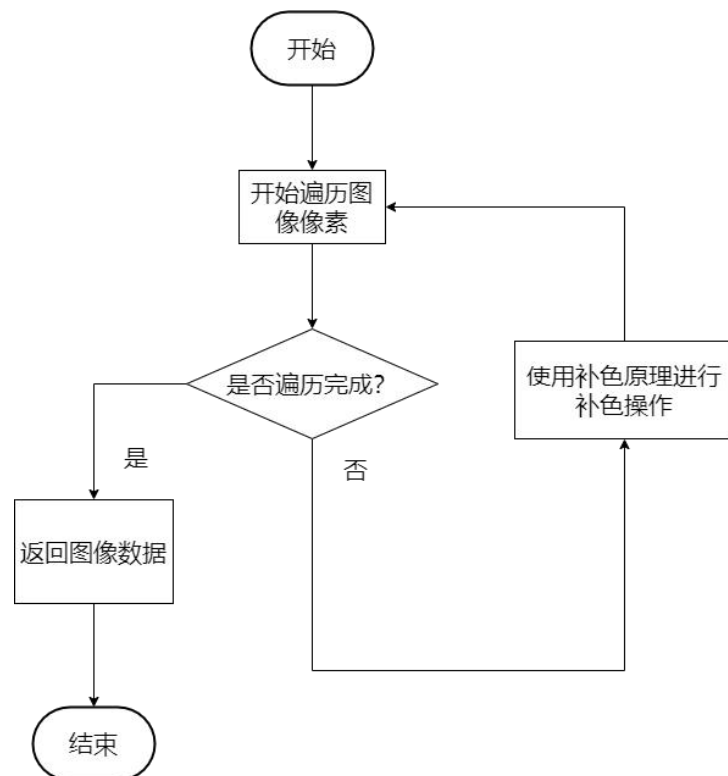 开始
开始遍历图
像像素
是否遍历完成?
使用补色原理进行
补色操作
是
否
返回图像数据
结束